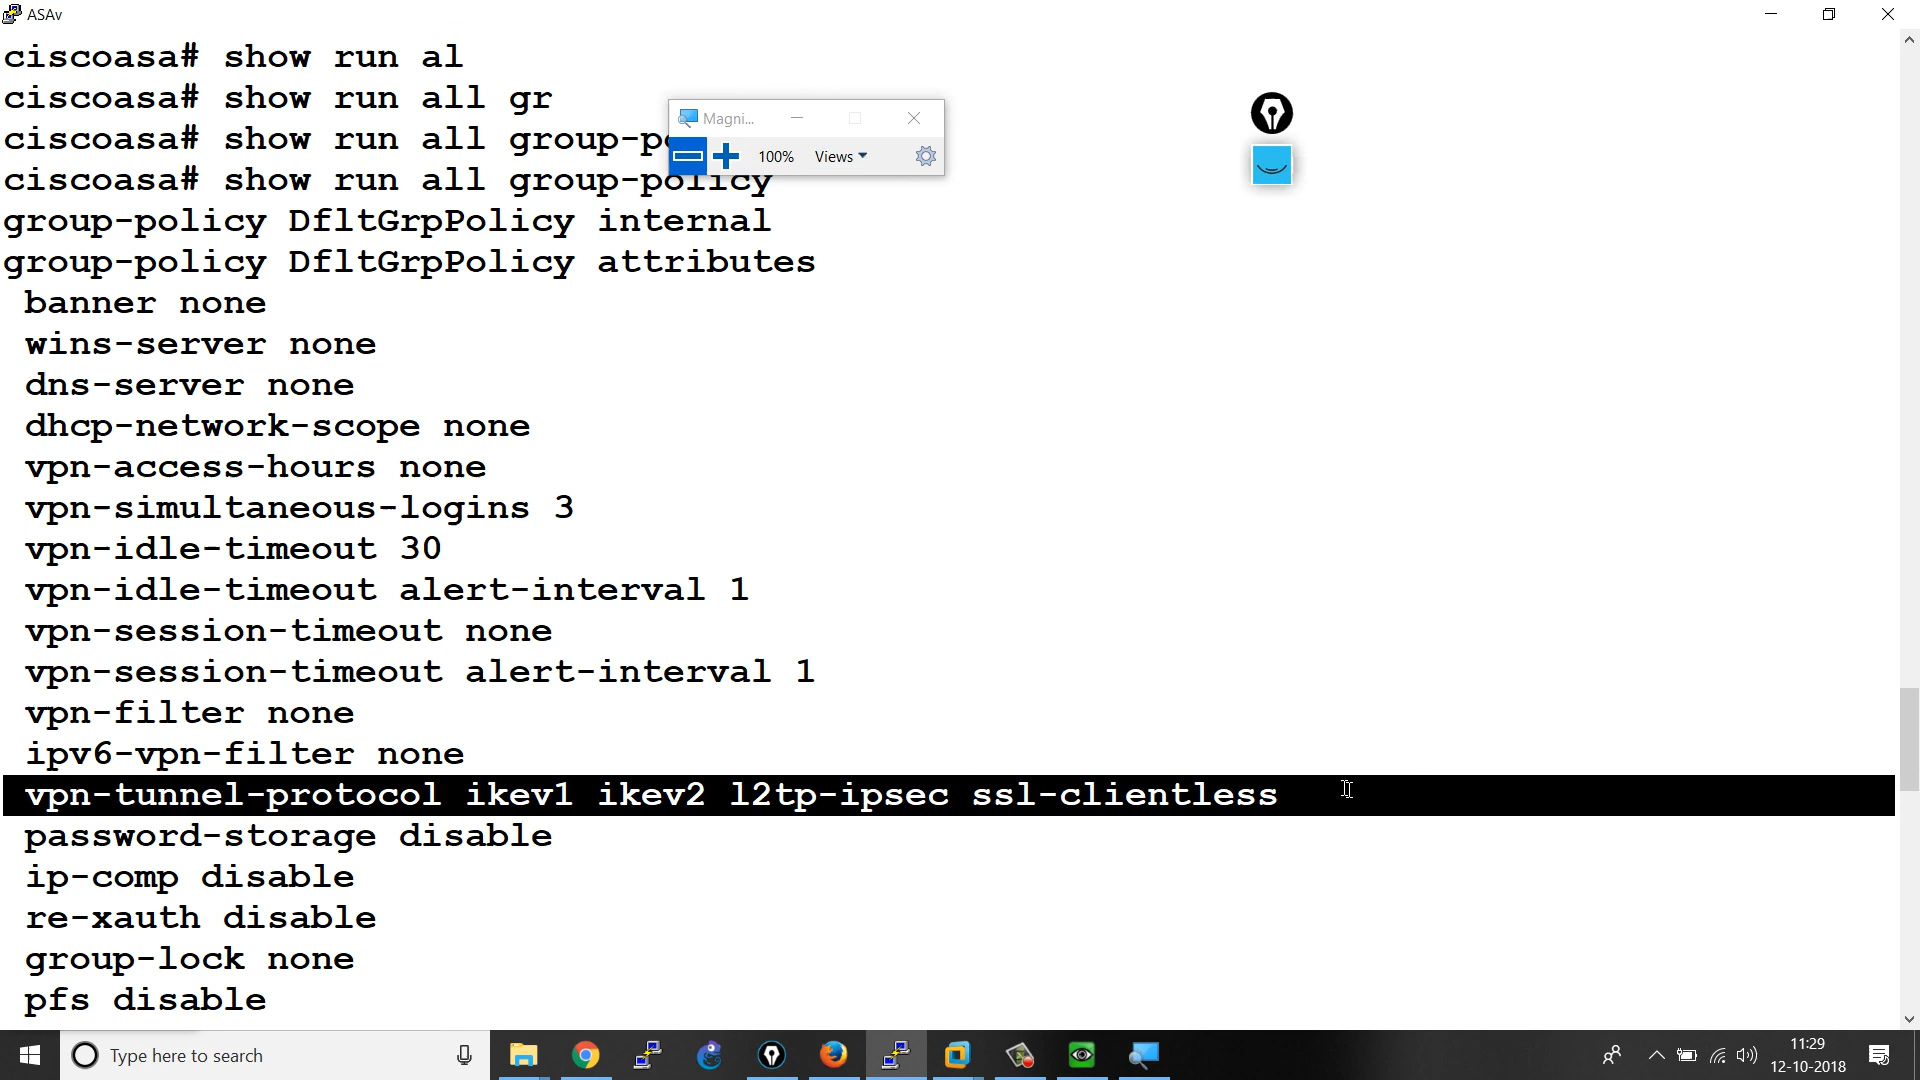 ASAv
ciscoasa# show run al
ciscoasa# show run all gr
ciscoasa# show run all group-po
Magni...
100%
Views
ciscoasa# show run all group-policy
group-policy DfltGrpPolicy internal
group-policy DfltGrpPolicy attributes
banner none
wins-server none
dns-server none
dhcp-network-scope none
vpn-access-hours none
vpn-simultaneous-logins 3
vpn-idle-timeout 30
vpn-idle-timeout alert-interval 1
vpn-session-timeout none
vpn-session-timeout alert-interval 1
vpn-filter none
ipv6-vpn-filter none
vpn-tunnel-protocol ikev1 ikev2 l2tp-ipsec ssl-clientless
password-storage disable
ip-comp disable
re-xauth disable
group-lock none
pfs disable
Type here to search
11:29
12-10-2018